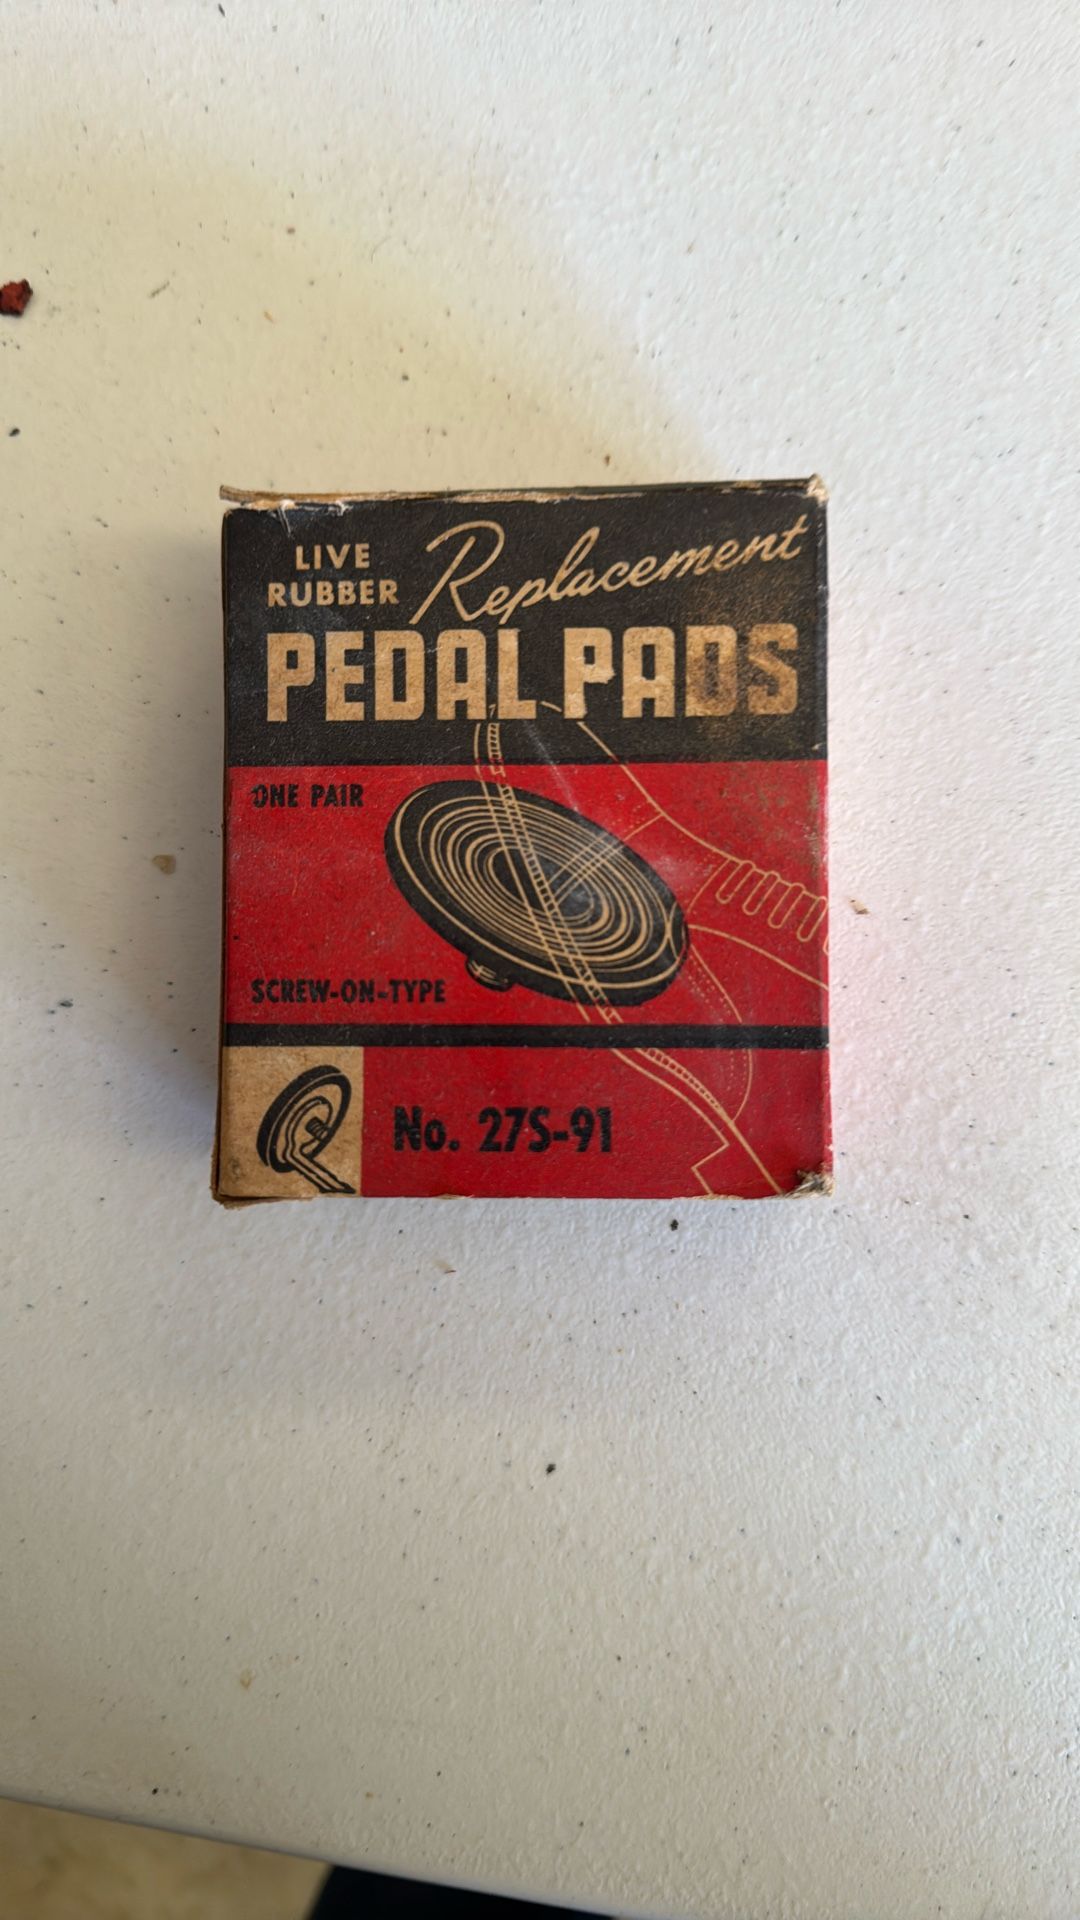 LIVE
RUBBER
Replacement
PEDAL PADS
ONE PAIR
SCREW-ON-TYPE
No. 27S-91